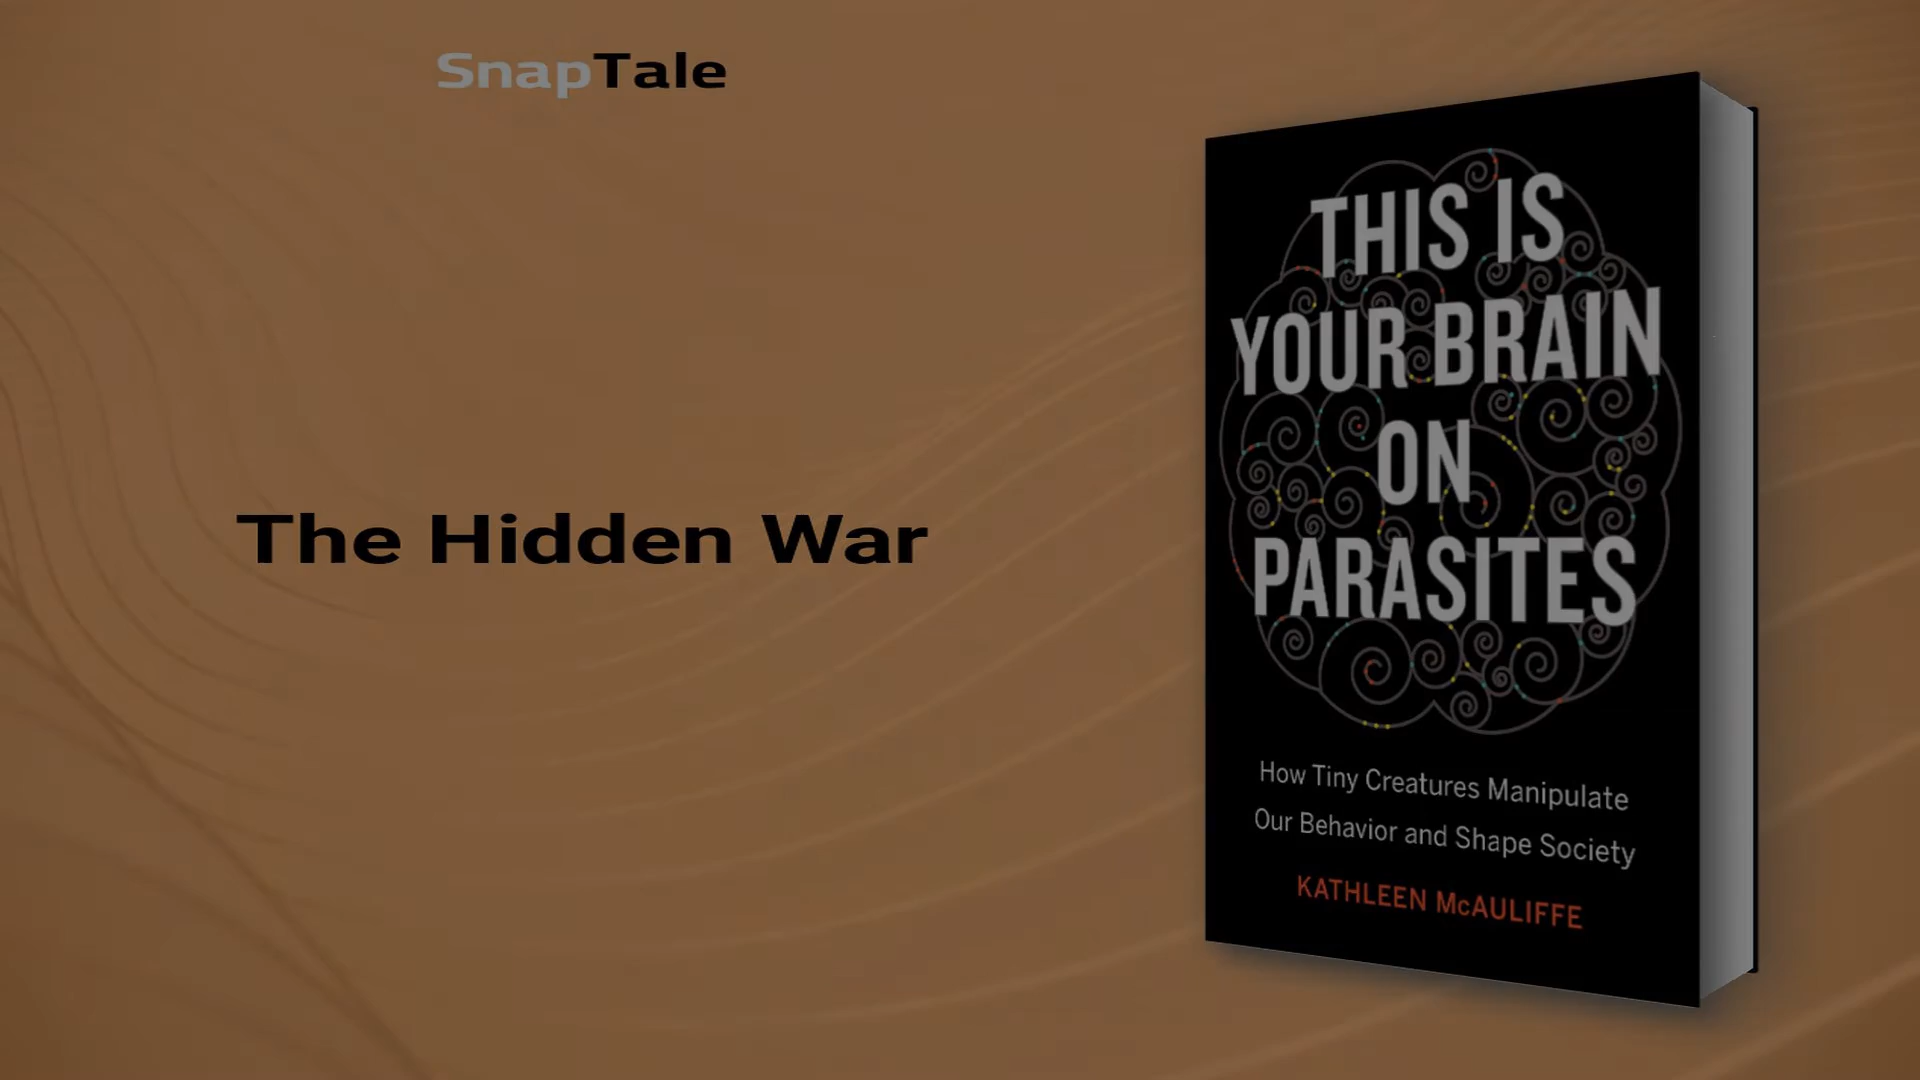 SnapTale
The Hidden War
THIS IS
YOUR BRAIN
ON
PARASITES
How Tiny Creatures Manipulate
Our Behavior and Shape Society
KATHLEEN McAULIFFE